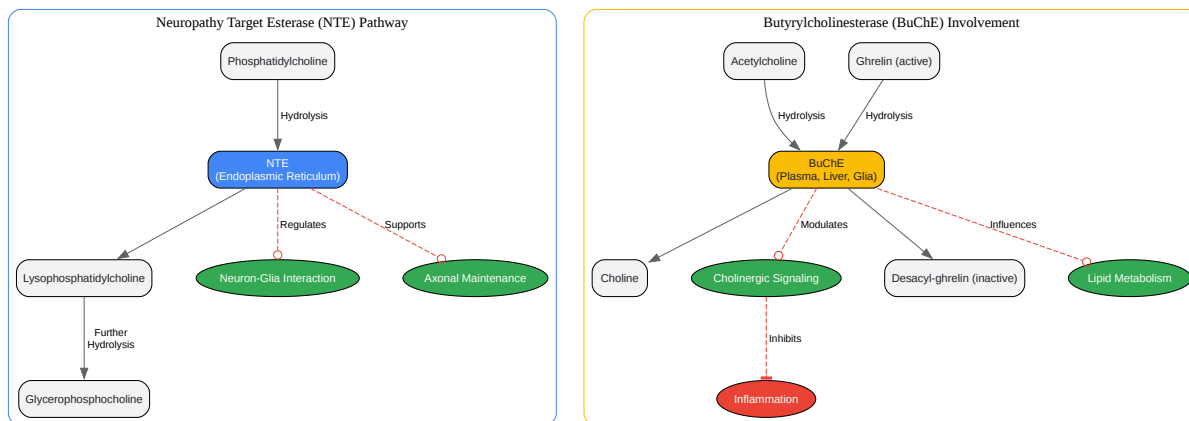 Neuropathy Target Esterase (NTE) Pathway
Phosphatidylcholine
Hydrolysis
NTE
(Endoplasmic Reticulum)
Regulates
Supports
Lysophosphatidylcholine
Neuron-Glia Interaction
Axonal Maintenance
Further
Hydrolysis
Glycerophosphocholine
Butyrylcholinesterase (BuChE) Involvement
Acetylcholine
Ghrelin (active)
Hydrolysis
Hydrolysis
BuChE
(Plasma, Liver, Glia)
Modulates
Influences
Choline
Cholinergic Signaling
Desacyl-ghrelin (inactive)
Lipid Metabolism
Inhibits
Inflammation